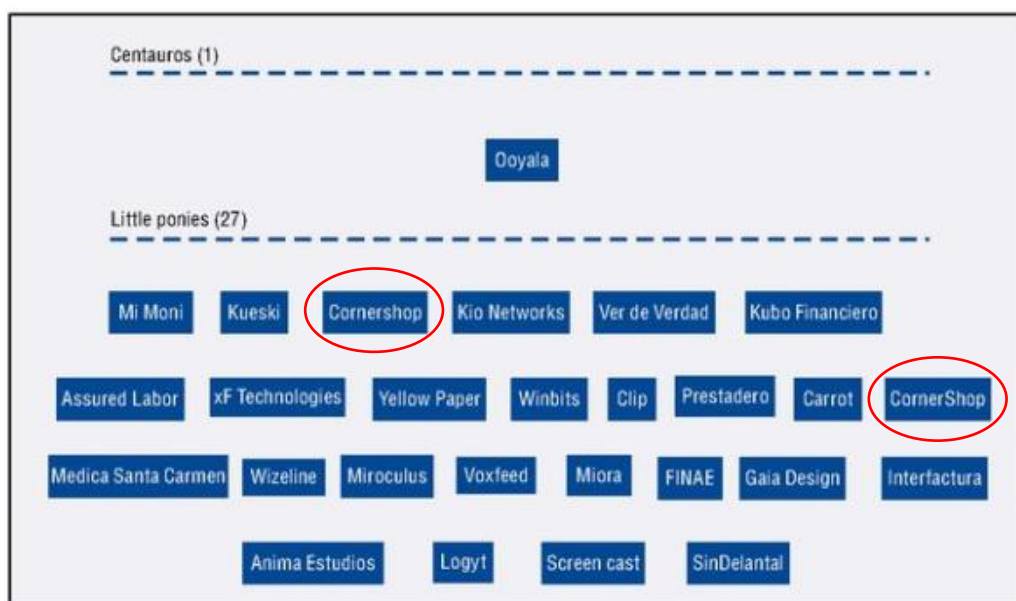 Centauros (1)
Ooyala
Little ponies (27)
Mi Moni Kueski Cornershop Kio Networks Ver de Verdad Kubo Financiero
Assured Labor xF Technologies Yellow Paper Winbits Clip Prestadero Carrot CornerShop
Medica Santa Carmen Wizeline Miroculus Voxfeed Miora FINAE Gaia Design Interfactura
Anima Estudios Logyt Screen cast SinDelantal